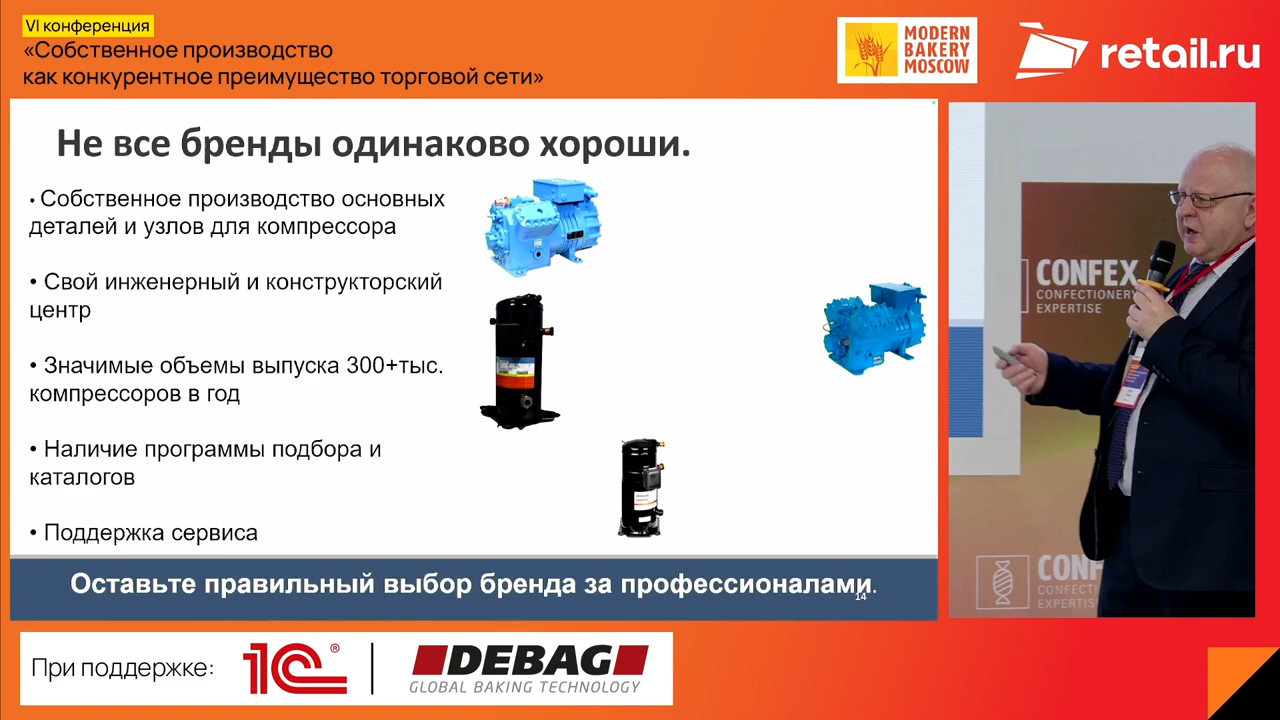 VI конференция
«Собственное производство
как конкурентное преимущество торговой сети»
MODERN
BAKERY
MOSCOW
retail.ru
Не все бренды одинаково хороши.
• Собственное производство основных
деталей и узлов для компрессора
• Свой инженерный и конструкторский
центр
• Значимые объемы выпуска 300+тыс.
компрессоров в год
• Наличие программы подбора и
каталогов
• Поддержка сервиса
Оставьте правильный выбор бренда за профессионалами.
14
CONFEX
CONFECTIONERY
EXPERTISE
CONF
CONFECTI
EXPERTISE
При поддержке:
1C®
DEBAG
GLOBAL BAKING TECHNOLOGY